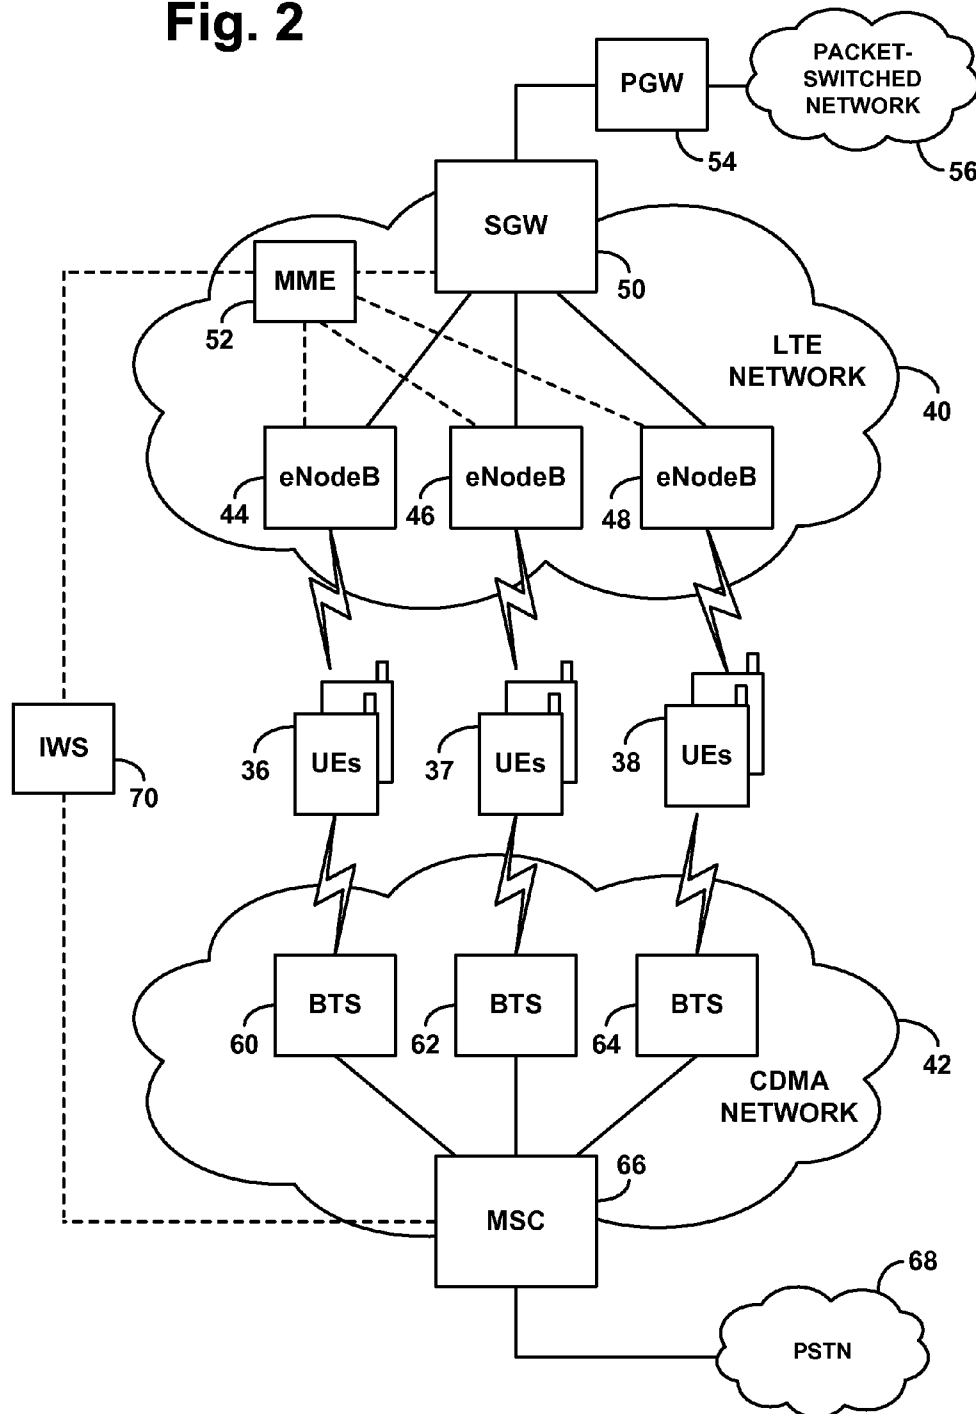 Fig. 2
PACKET-
SWITCHED
NETWORK
PGW
54
56
SGW
50
MME
52
LTE
NETWORK
40
eNodeB
eNodeB
eNodeB
44
46
48
IWS
70
UEs
UEs
UEs
36
37
38
BTS
BTS
BTS
60
62
64
42
CDMA
NETWORK
66
MSC
68
PSTN